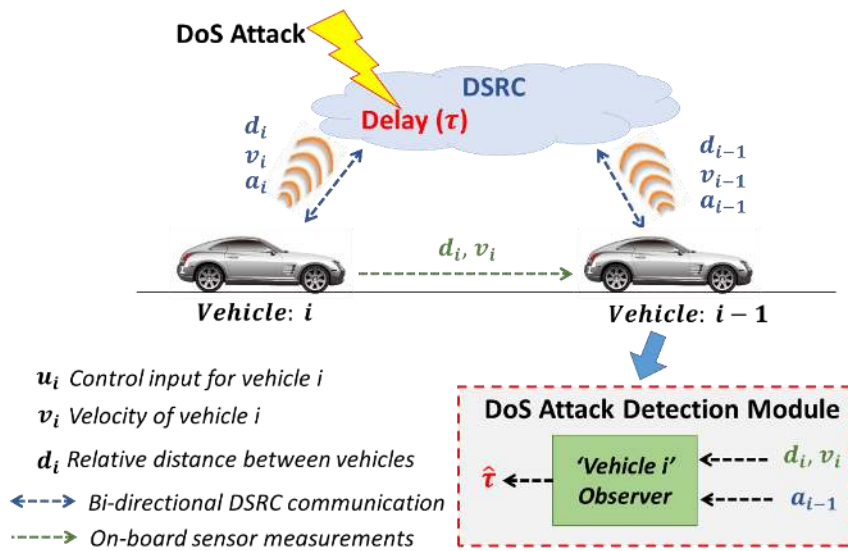 DoS Attack
DSRC
Delay (τ)
d_i
v_i
a_i
d_{i-1}
v_{i-1}
a_{i-1}
d_i, v_i
Vehicle: i
Vehicle: i − 1
u_i Control input for vehicle i
v_i Velocity of vehicle i
d_i Relative distance between vehicles
Bi-directional DSRC communication
On-board sensor measurements
DoS Attack Detection Module
'Vehicle i'
Observer
d_i, v_i
a_{i-1}
τ̂